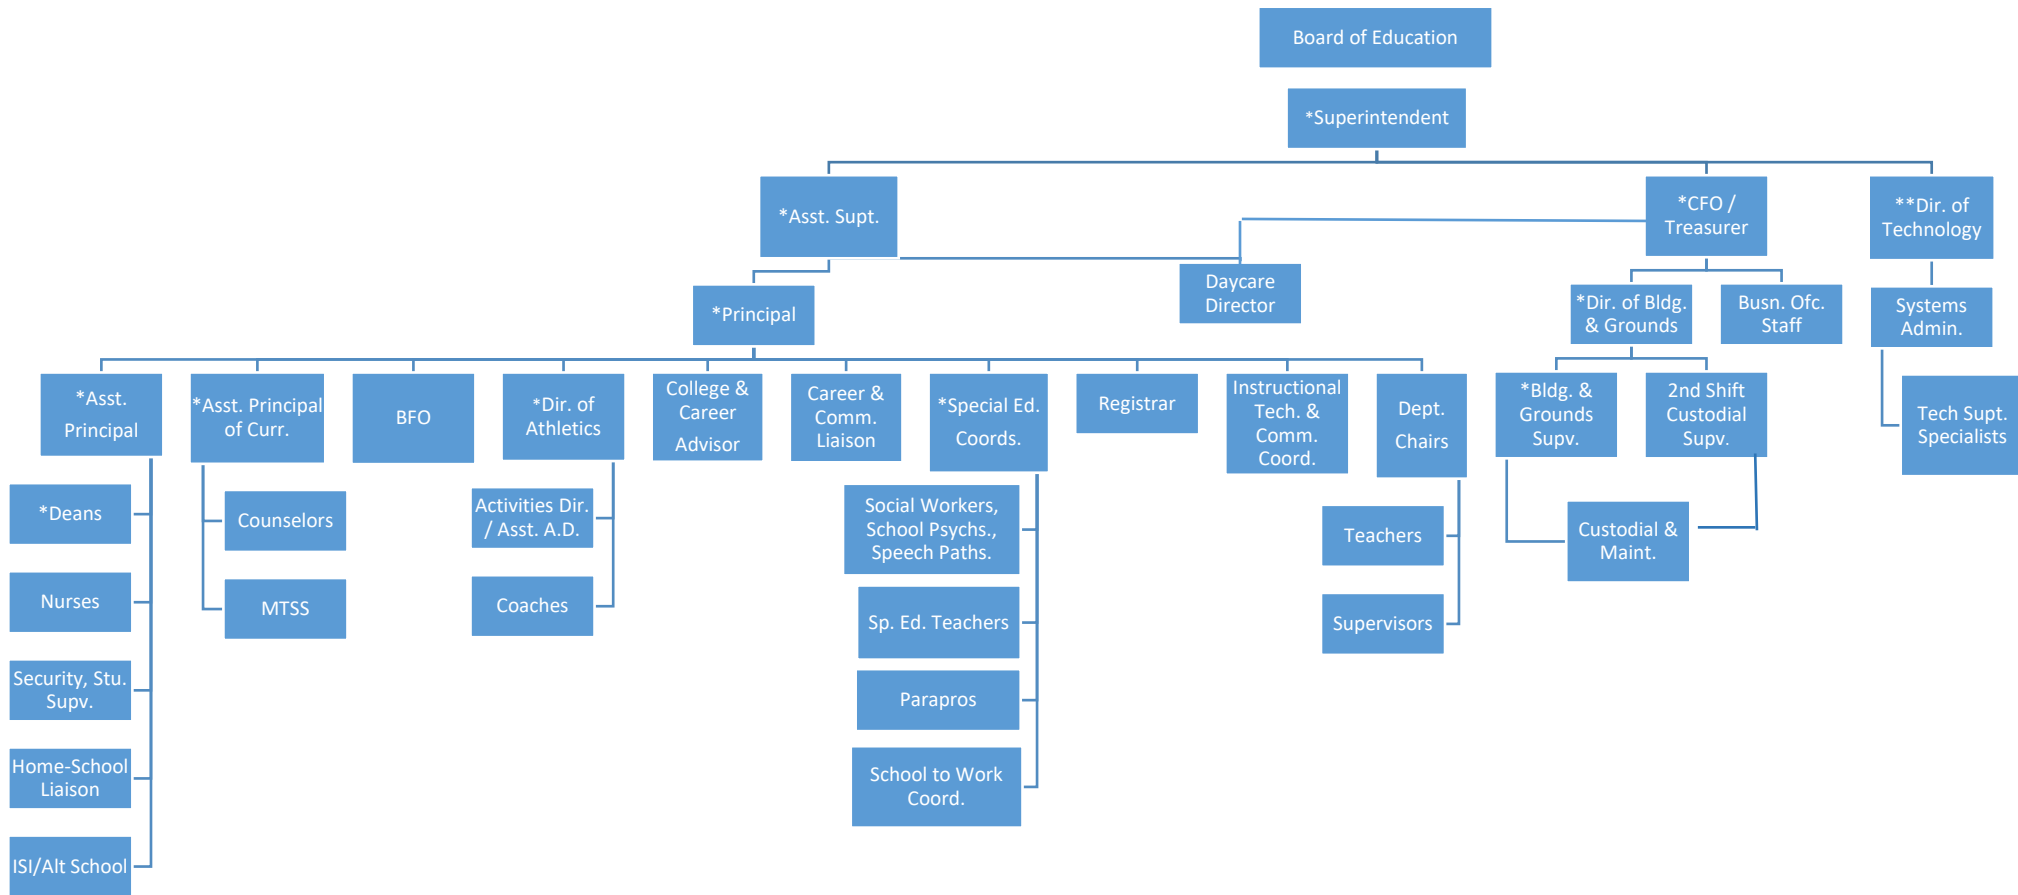 Board of Education
*Superintendent
*Asst. Supt.
*CFO /
Treasurer
**Dir. of
Technology
Daycare
Director
*Principal
*Dir. of Bldg.
& Grounds
Busn. Ofc.
Staff
Systems
Admin.
*Asst.
Principal
*Asst. Principal
of Curr.
BFO
*Dir. of
Athletics
College &
Career
Advisor
Career &
Comm.
Liaison
*Special Ed.
Coords.
Registrar
Instructional
Tech. &
Comm.
Coord.
Dept.
Chairs
*Bldg. &
Grounds
Supv.
2nd Shift
Custodial
Supv.
Tech Supt.
Specialists
*Deans
Counselors
Activities Dir.
/ Asst. A.D.
Social Workers,
School Psychs.,
Speech Paths.
Teachers
Custodial &
Maint.
Nurses
MTSS
Coaches
Sp. Ed. Teachers
Supervisors
Security, Stu.
Supv.
Parapros
Home-School
Liaison
School to Work
Coord.
ISI/Alt School